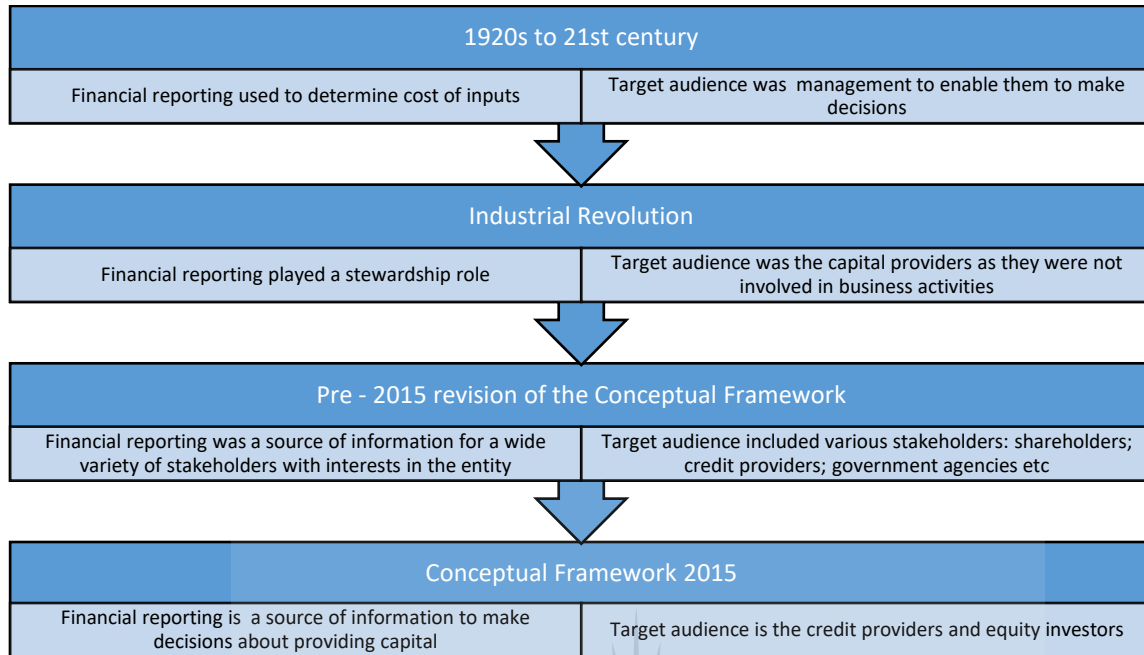 1920s to 21st century
Financial reporting used to determine cost of inputs
Target audience was management to enable them to make
decisions
Industrial Revolution
Financial reporting played a stewardship role
Target audience was the capital providers as they were not
involved in business activities
Pre - 2015 revision of the Conceptual Framework
Financial reporting was a source of information for a wide
variety of stakeholders with interests in the entity
Target audience included various stakeholders: shareholders;
credit providers; government agencies etc
Conceptual Framework 2015
Financial reporting is a source of information to make
decisions about providing capital
Target audience is the credit providers and equity investors